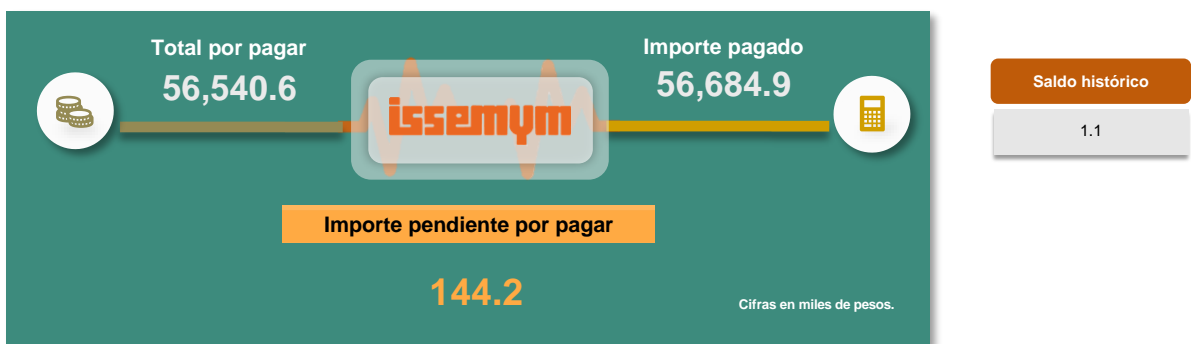 Total por pagar
56,540.6
issemym
Importe pagado
56,684.9
Importe pendiente por pagar
144.2
Cifras en miles de pesos.
Saldo histórico
1.1